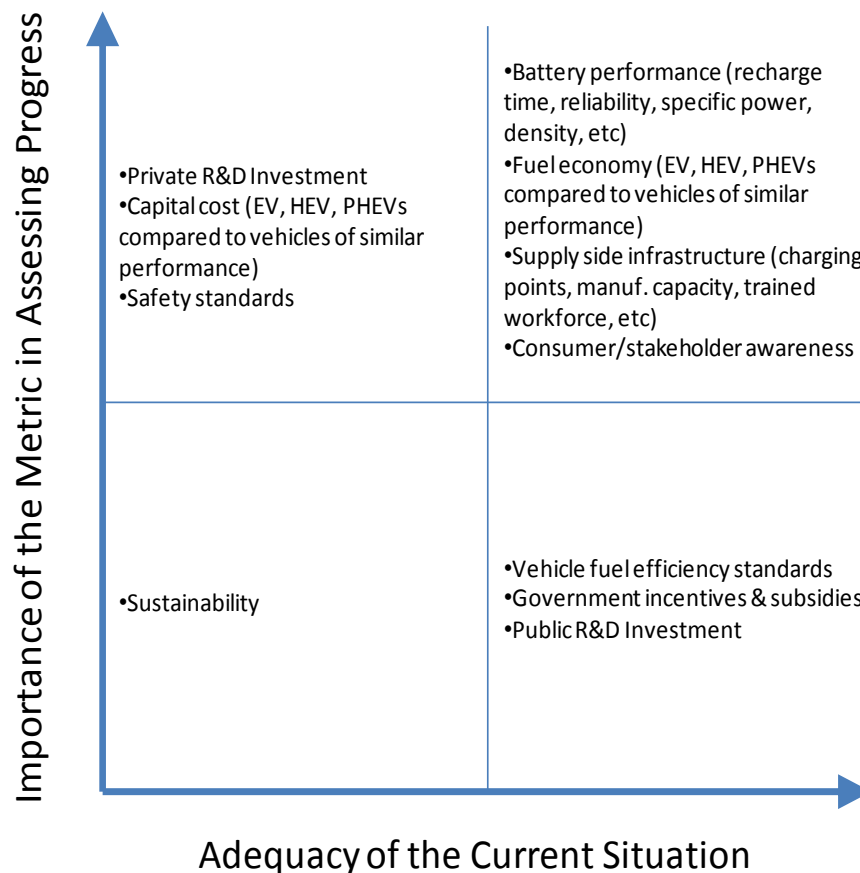 Importance of the Metric in Assessing Progress
•Private R&D Investment
•Capital cost (EV, HEV, PHEVs
compared to vehicles of similar
performance)
•Safety standards
•Battery performance (recharge
time, reliability, specific power,
density, etc)
•Fuel economy (EV, HEV, PHEVs
compared to vehicles of similar
performance)
•Supply side infrastructure (charging
points, manuf. capacity, trained
workforce, etc)
•Consumer/stakeholder awareness
•Sustainability
•Vehicle fuel efficiency standards
•Government incentives & subsidies
•Public R&D Investment
Adequacy of the Current Situation